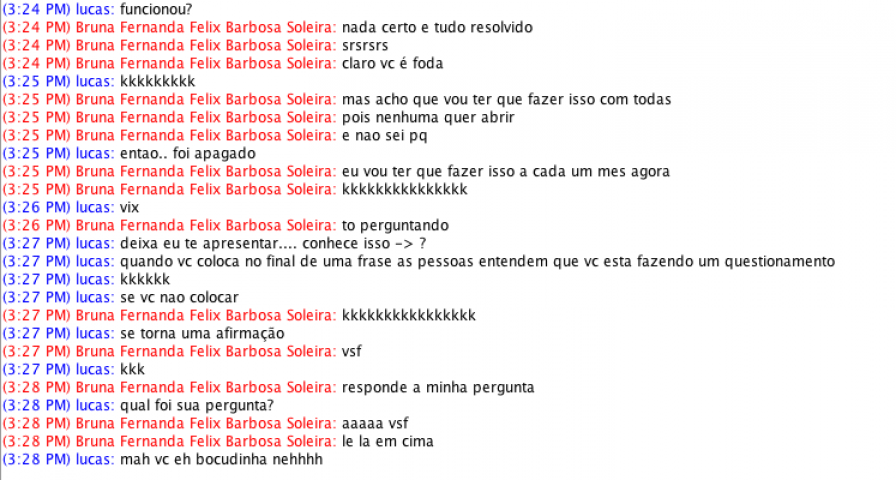 (3:24 PM) lucas: funcionou?
(3:24 PM) Bruna Fernanda Felix Barbosa Soleira: nada certo e tudo resolvido
(3:24 PM) Bruna Fernanda Felix Barbosa Soleira: srsrsrs
(3:24 PM) Bruna Fernanda Felix Barbosa Soleira: claro vc é foda
(3:25 PM) lucas: kkkkkkkkk
(3:25 PM) Bruna Fernanda Felix Barbosa Soleira: mas acho que vou ter que fazer isso com todas
(3:25 PM) Bruna Fernanda Felix Barbosa Soleira: pois nenhuma quer abrir
(3:25 PM) Bruna Fernanda Felix Barbosa Soleira: e nao sei pq
(3:25 PM) lucas: entao.. foi apagado
(3:25 PM) Bruna Fernanda Felix Barbosa Soleira: eu vou ter que fazer isso a cada um mes agora
(3:25 PM) Bruna Fernanda Felix Barbosa Soleira: kkkkkkkkkkkkkkk
(3:26 PM) lucas: vix
(3:26 PM) Bruna Fernanda Felix Barbosa Soleira: to perguntando
(3:27 PM) lucas: deixa eu te apresentar.... conhece isso -> ?
(3:27 PM) lucas: quando vc coloca no final de uma frase as pessoas entendem que vc esta fazendo um questionamento
(3:27 PM) lucas: kkkkkk
(3:27 PM) lucas: se vc nao colocar
(3:27 PM) Bruna Fernanda Felix Barbosa Soleira: kkkkkkkkkkkkkkkk
(3:27 PM) lucas: se torna uma afirmação
(3:27 PM) Bruna Fernanda Felix Barbosa Soleira: vsf
(3:27 PM) lucas: kkk
(3:28 PM) Bruna Fernanda Felix Barbosa Soleira: responde a minha pergunta
(3:28 PM) lucas: qual foi sua pergunta?
(3:28 PM) Bruna Fernanda Felix Barbosa Soleira: aaaaa vsf
(3:28 PM) Bruna Fernanda Felix Barbosa Soleira: le la em cima
(3:28 PM) lucas: mah vc eh bocudinha nehhhh